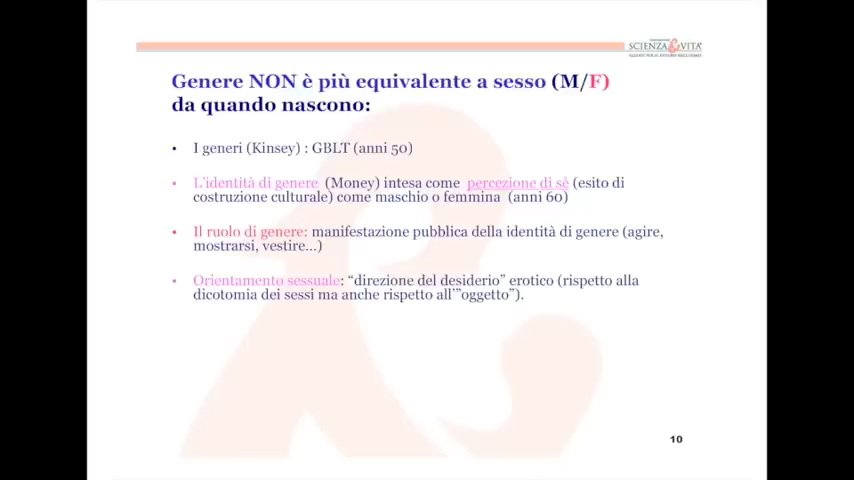 SCIENZA&VITA
Genere NON è più equivalente a sesso (M/F)
da quando nascono:
• I generi (Kinsey) : GBLT (anni 50)
• L'identità di genere (Money) intesa come percezione di sè (esito di
costruzione culturale) come maschio o femmina (anni 60)
• Il ruolo di genere: manifestazione pubblica della identità di genere (agire,
mostrarsi, vestire…)
• Orientamento sessuale: “direzione del desiderio” erotico (rispetto alla
dicotomia dei sessi ma anche rispetto all'”oggetto”).
10